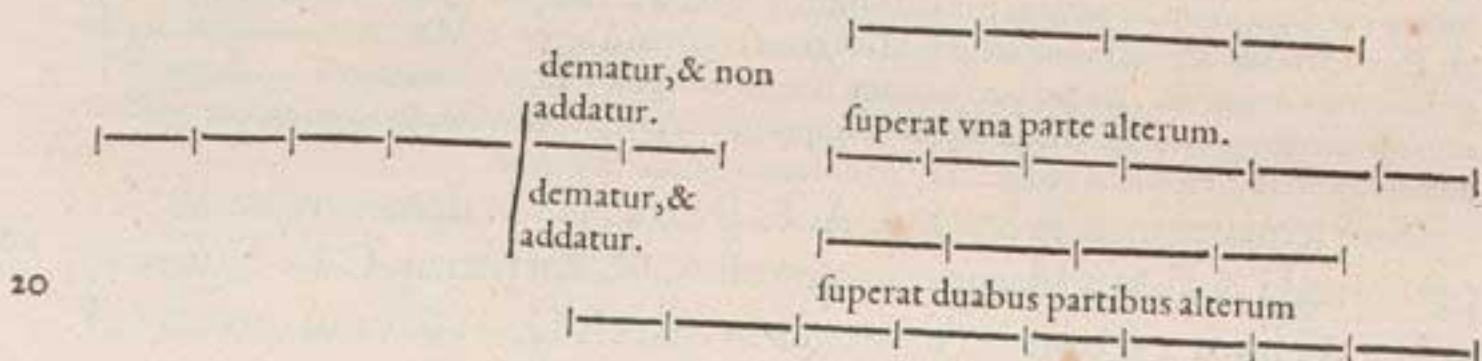 dematur, & non
addatur.
ſuperat vna parte alterum.
dematur, &
addatur.
20
ſuperat duabus partibus alterum